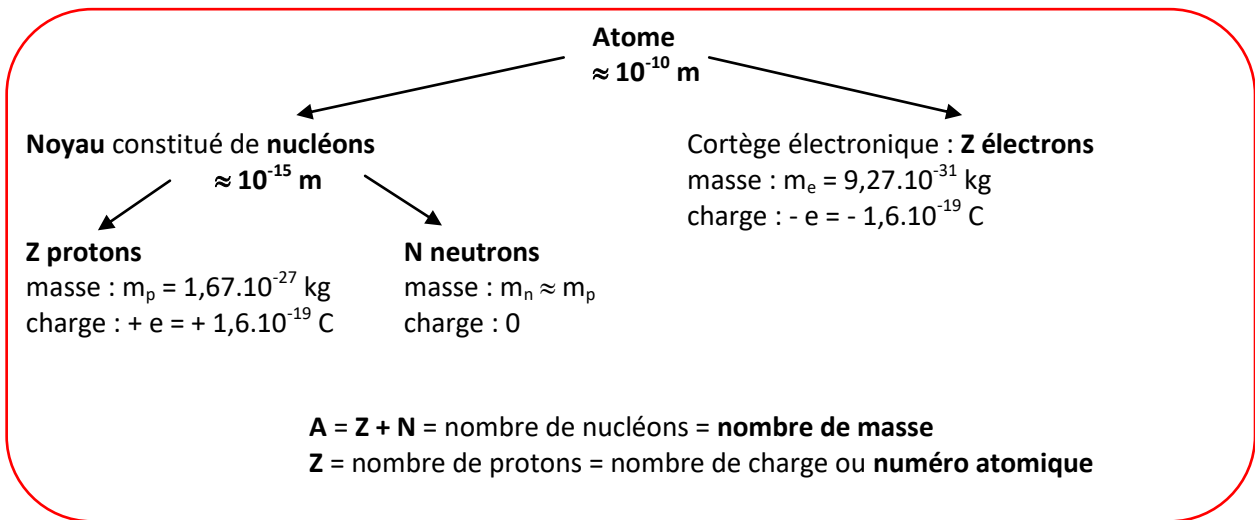 Atome
≈ 10⁻¹⁰ m
Noyau constitué de nucléons
≈ 10⁻¹⁵ m
Cortège électronique : Z électrons
masse : mₑ = 9,27.10⁻³¹ kg
charge : - e = - 1,6.10⁻¹⁹ C
Z protons
masse : mₚ = 1,67.10⁻²⁷ kg
charge : + e = + 1,6.10⁻¹⁹ C
N neutrons
masse : mₙ ≈ mₚ
charge : 0
A = Z + N = nombre de nucléons = nombre de masse
Z = nombre de protons = nombre de charge ou numéro atomique